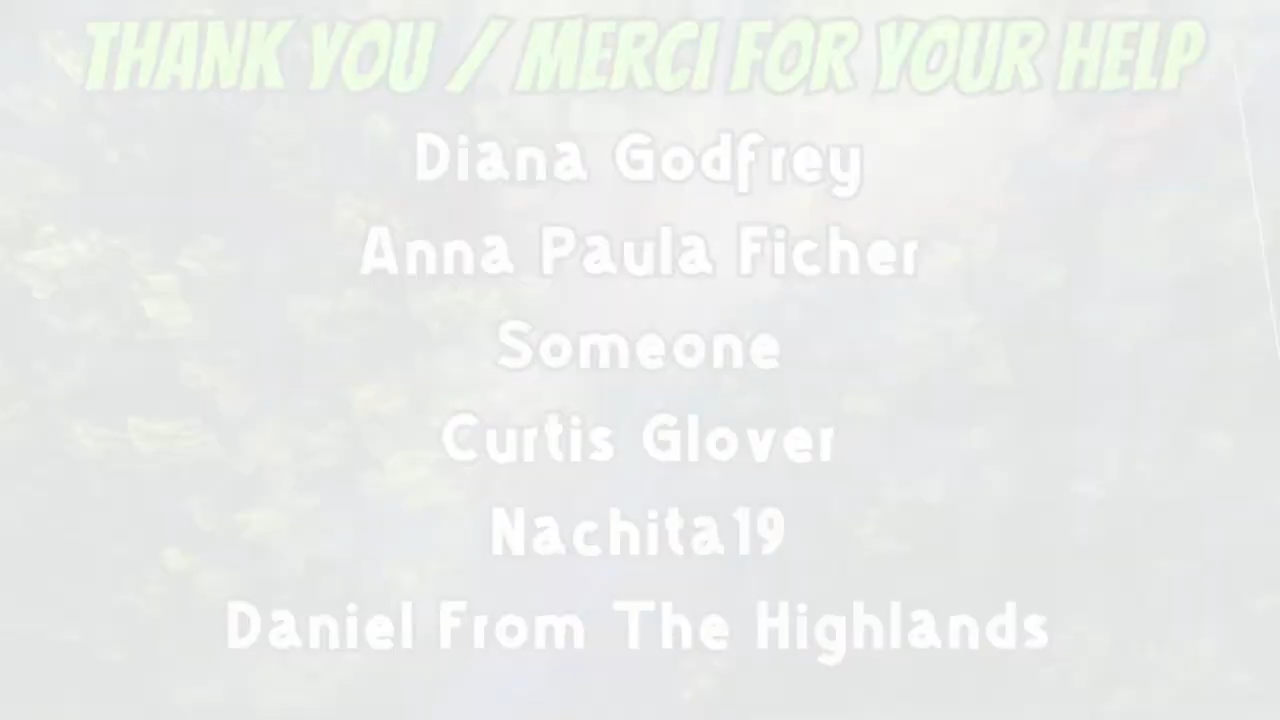 THANK YOU / MERCI FOR YOUR HELP
Diana Godfrey
Anna Paula Ficher
Someone
Curtis Glover
Nachita19
Daniel From The Highlands